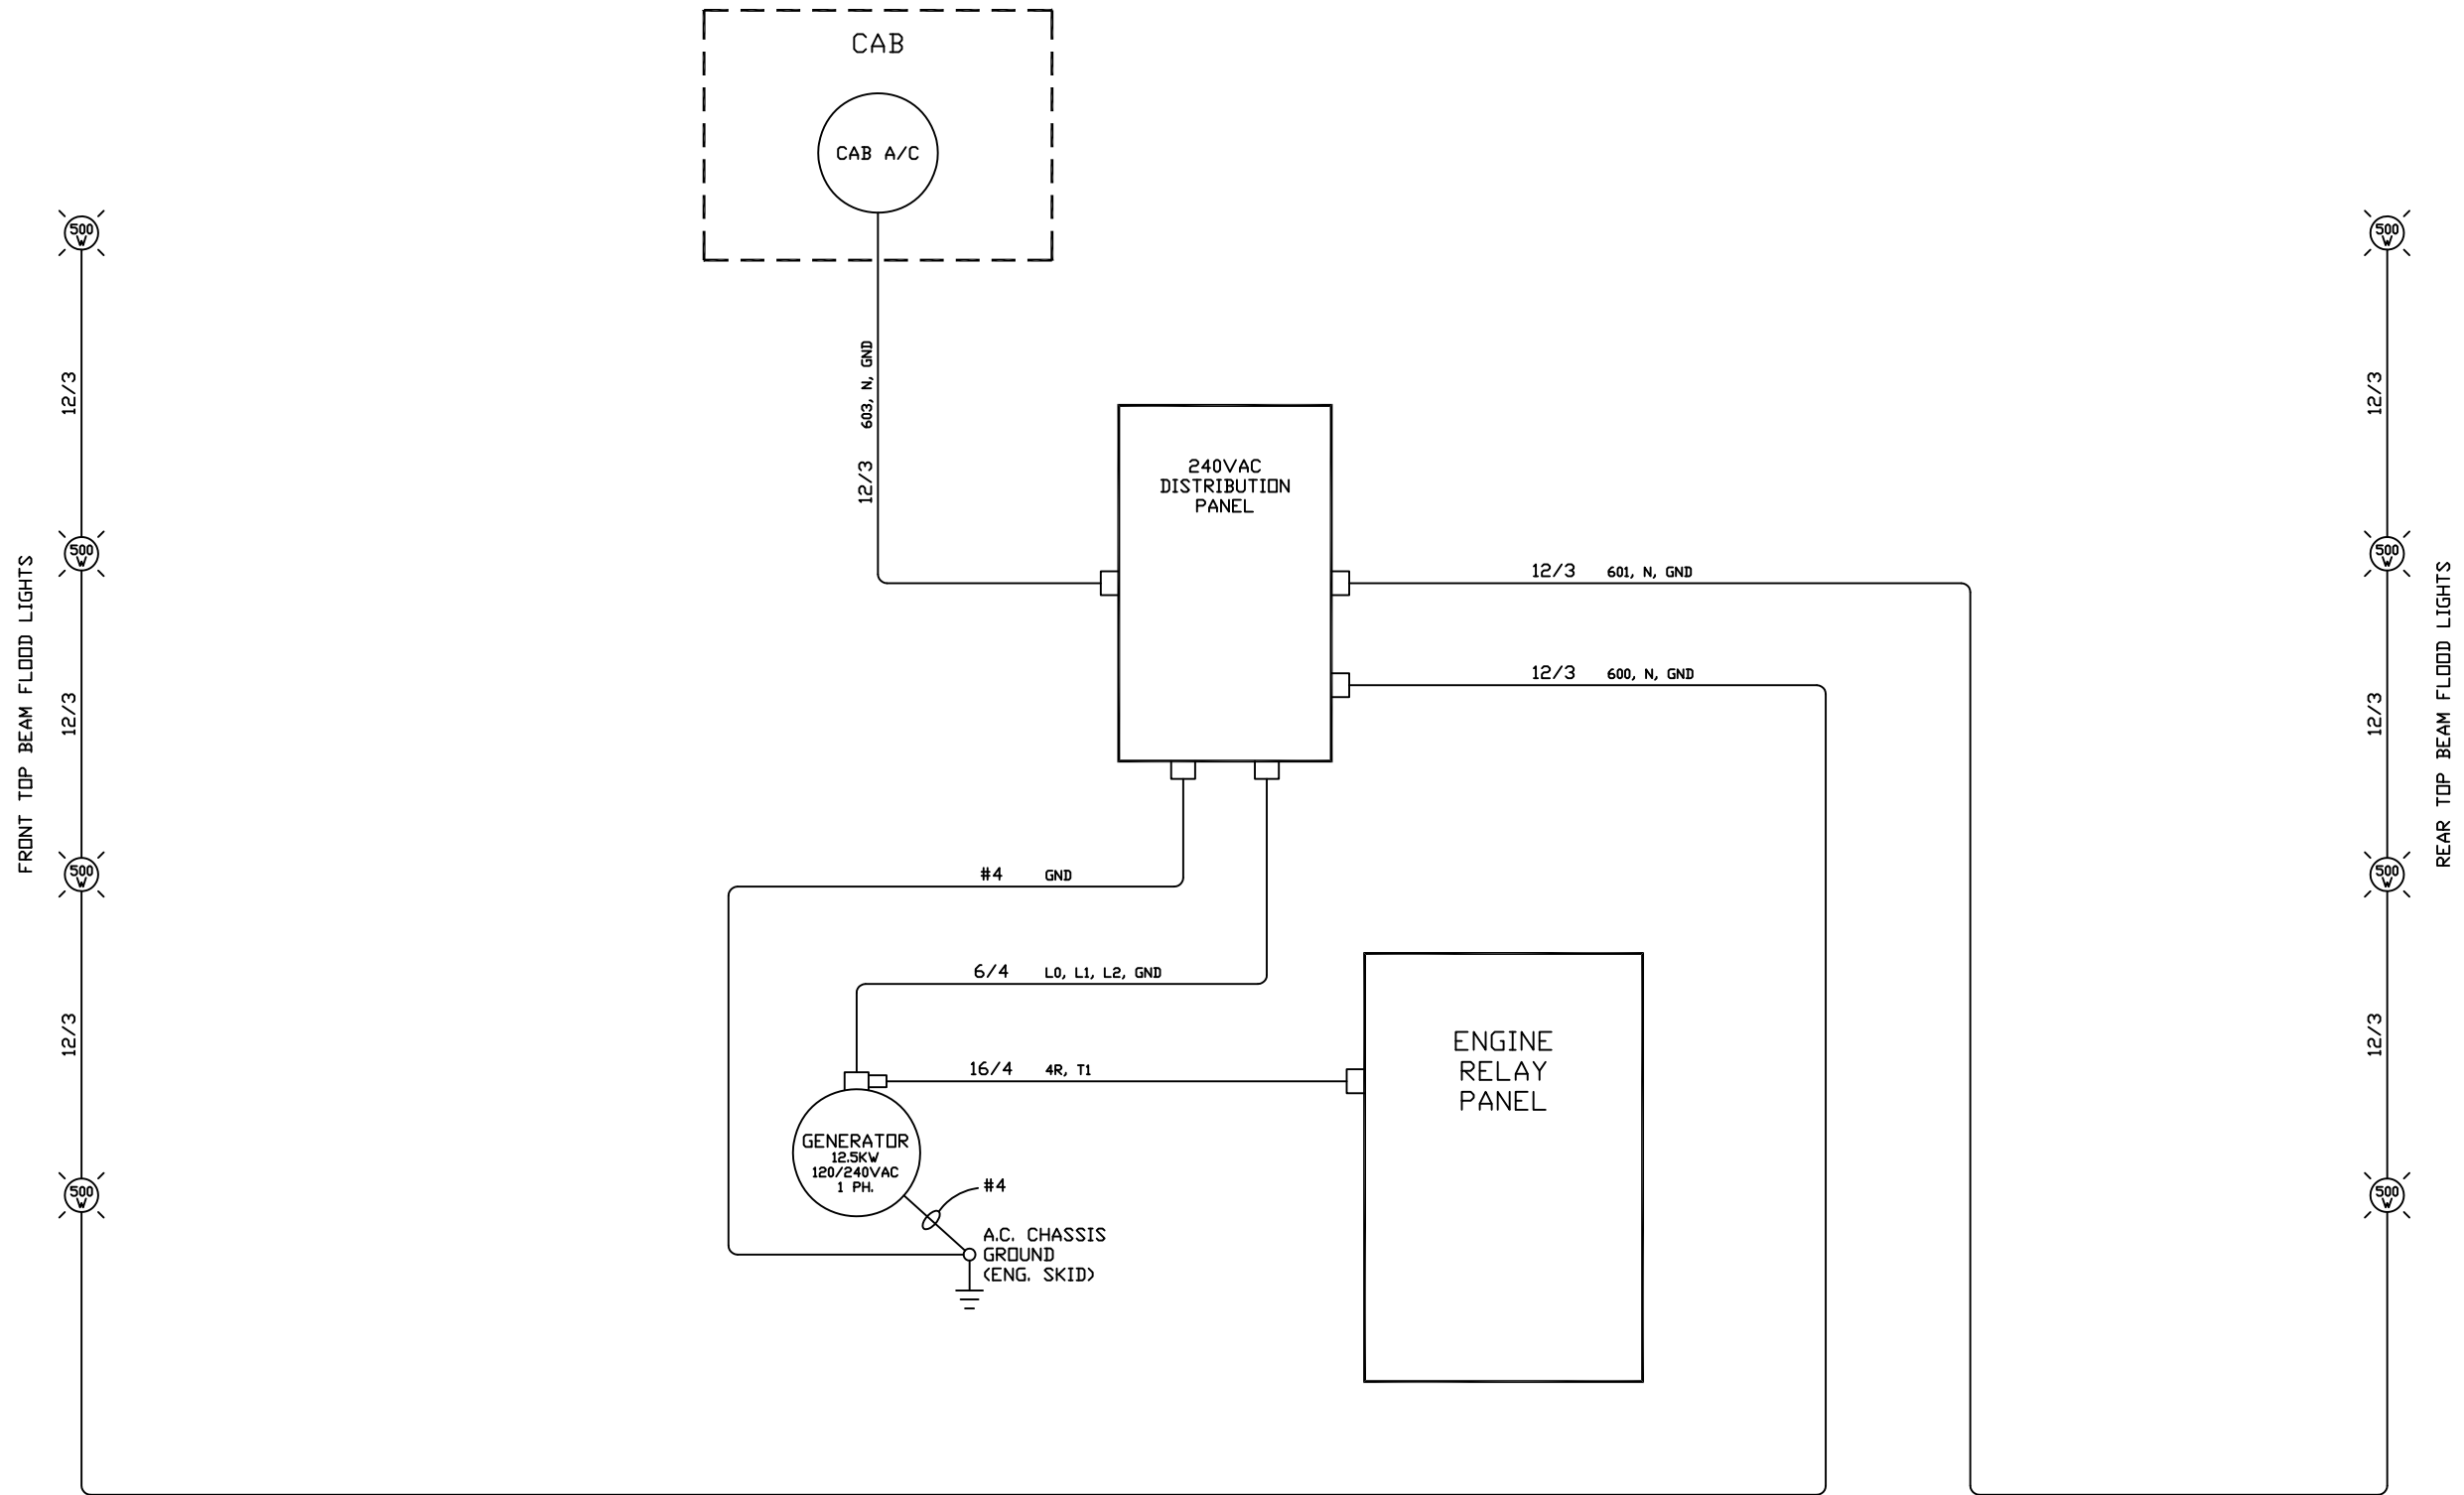 CAB
CAB A/C
603, N, GND
12/3
240VAC
DISTRIBUTION
PANEL
12/3 601, N, GND
12/3 600, N, GND
#4 GND
6/4 L0, L1, L2, GND
16/4 4R, T1
GENERATOR
12.5KW
120/240VAC
1 PH.
#4
A.C. CHASSIS
GROUND
(ENG. SKID)
ENGINE
RELAY
PANEL
FRONT TOP BEAM FLOOD LIGHTS
500
W
12/3
500
W
12/3
500
W
12/3
500
W
REAR TOP BEAM FLOOD LIGHTS
500
W
12/3
500
W
12/3
500
W
12/3
500
W